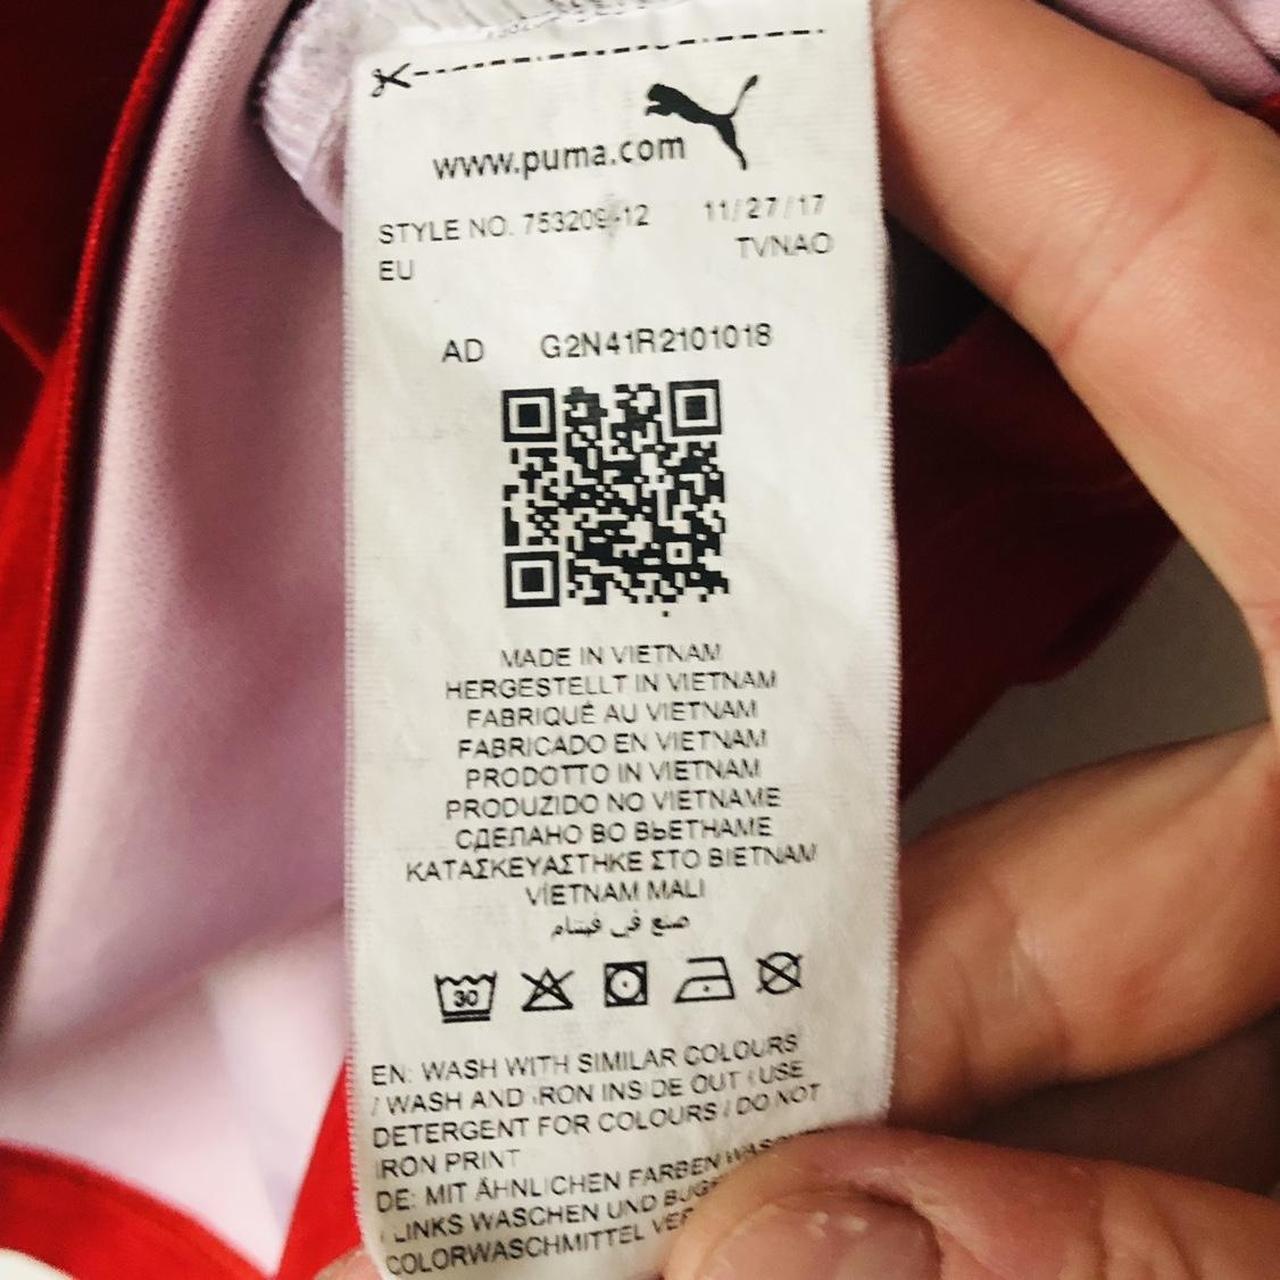 www.puma.com
STYLE NO. 753209-12 11/27/17
EU TVNAO
AD G2N41R2101018
MADE IN VIETNAM
HERGESTELLT IN VIETNAM
FABRIQUÉ AU VIETNAM
FABRICADO EN VIETNAM
PRODOTTO IN VIETNAM
PRODUZIDO NO VIETNAME
СДЕЛАНО ВО ВЬЕТНАМЕ
ΚΑΤΑΣΚΕΥΑΣΤΗΚΕ ΣΤΟ ΒΙΕΤΝΑΜ
VİETNAM MALI
صنع في فيتنام
30
EN: WASH WITH SIMILAR COLOURS
/ WASH AND IRON INSIDE OUT / USE
DETERGENT FOR COLOURS / DO NOT
IRON PRINT
DE: MIT ÄHNLICHEN FARBEN
/ LINKS WASCHEN UND
COLORWASCHMITTEL